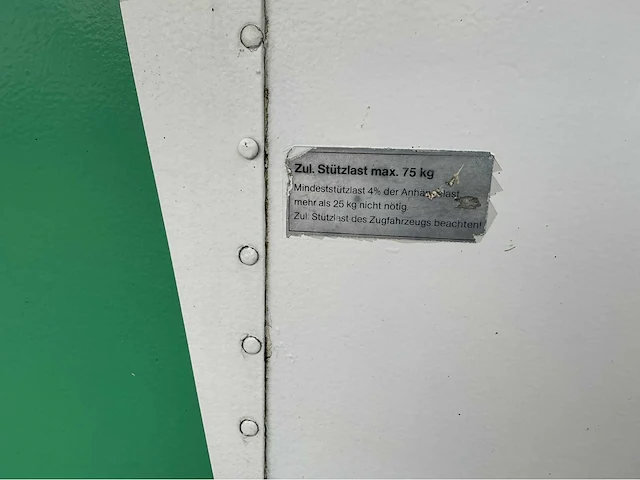 Zul. Stützlast max. 75 kg
Mindeststützlast 4% der Anhängelast
mehr als 25 kg nicht nötig.
Zul. Stützlast des Zugfahrzeugs beachten!